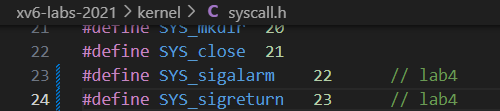 xv6-labs-2021 > kernel > C syscall.h
21 #define SYS_mkdir 20
22 #define SYS_close 21
23 #define SYS_sigalarm 22 // lab4
24 #define SYS_sigreturn 23 // lab4